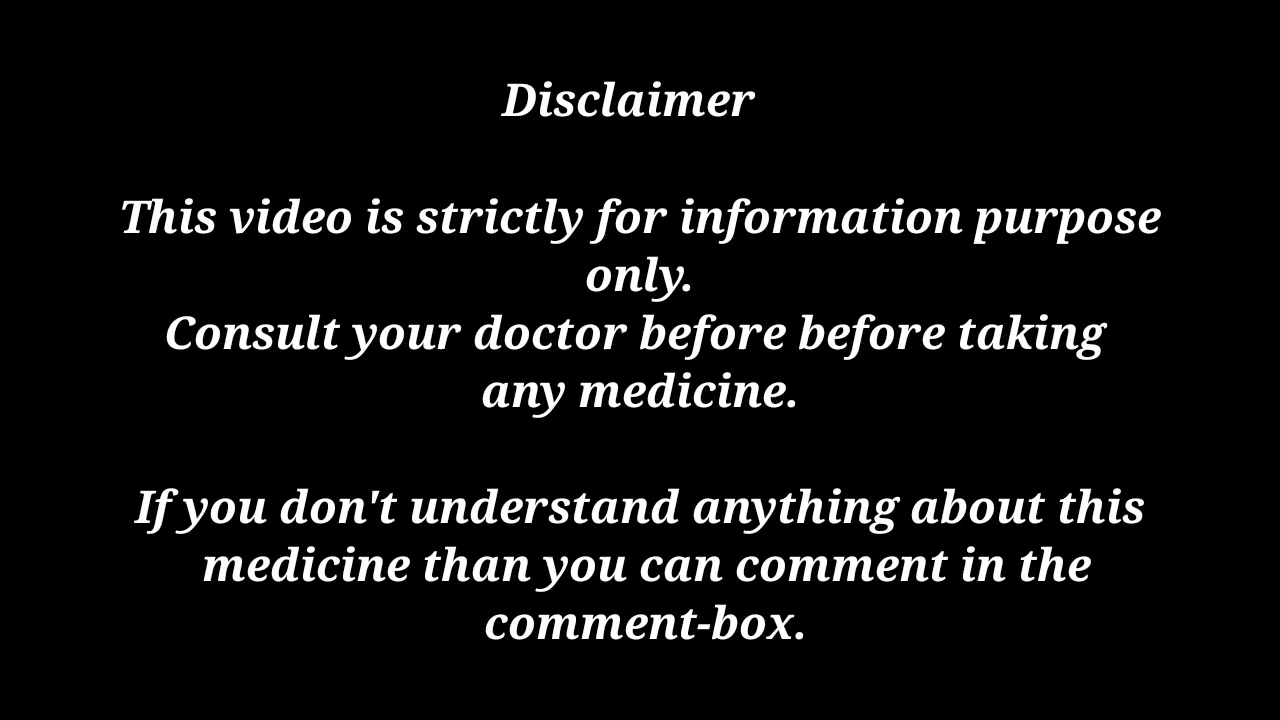 Disclaimer
This video is strictly for information purpose
only.
Consult your doctor before before taking
any medicine.
If you don't understand anything about this
medicine than you can comment in the
comment-box.